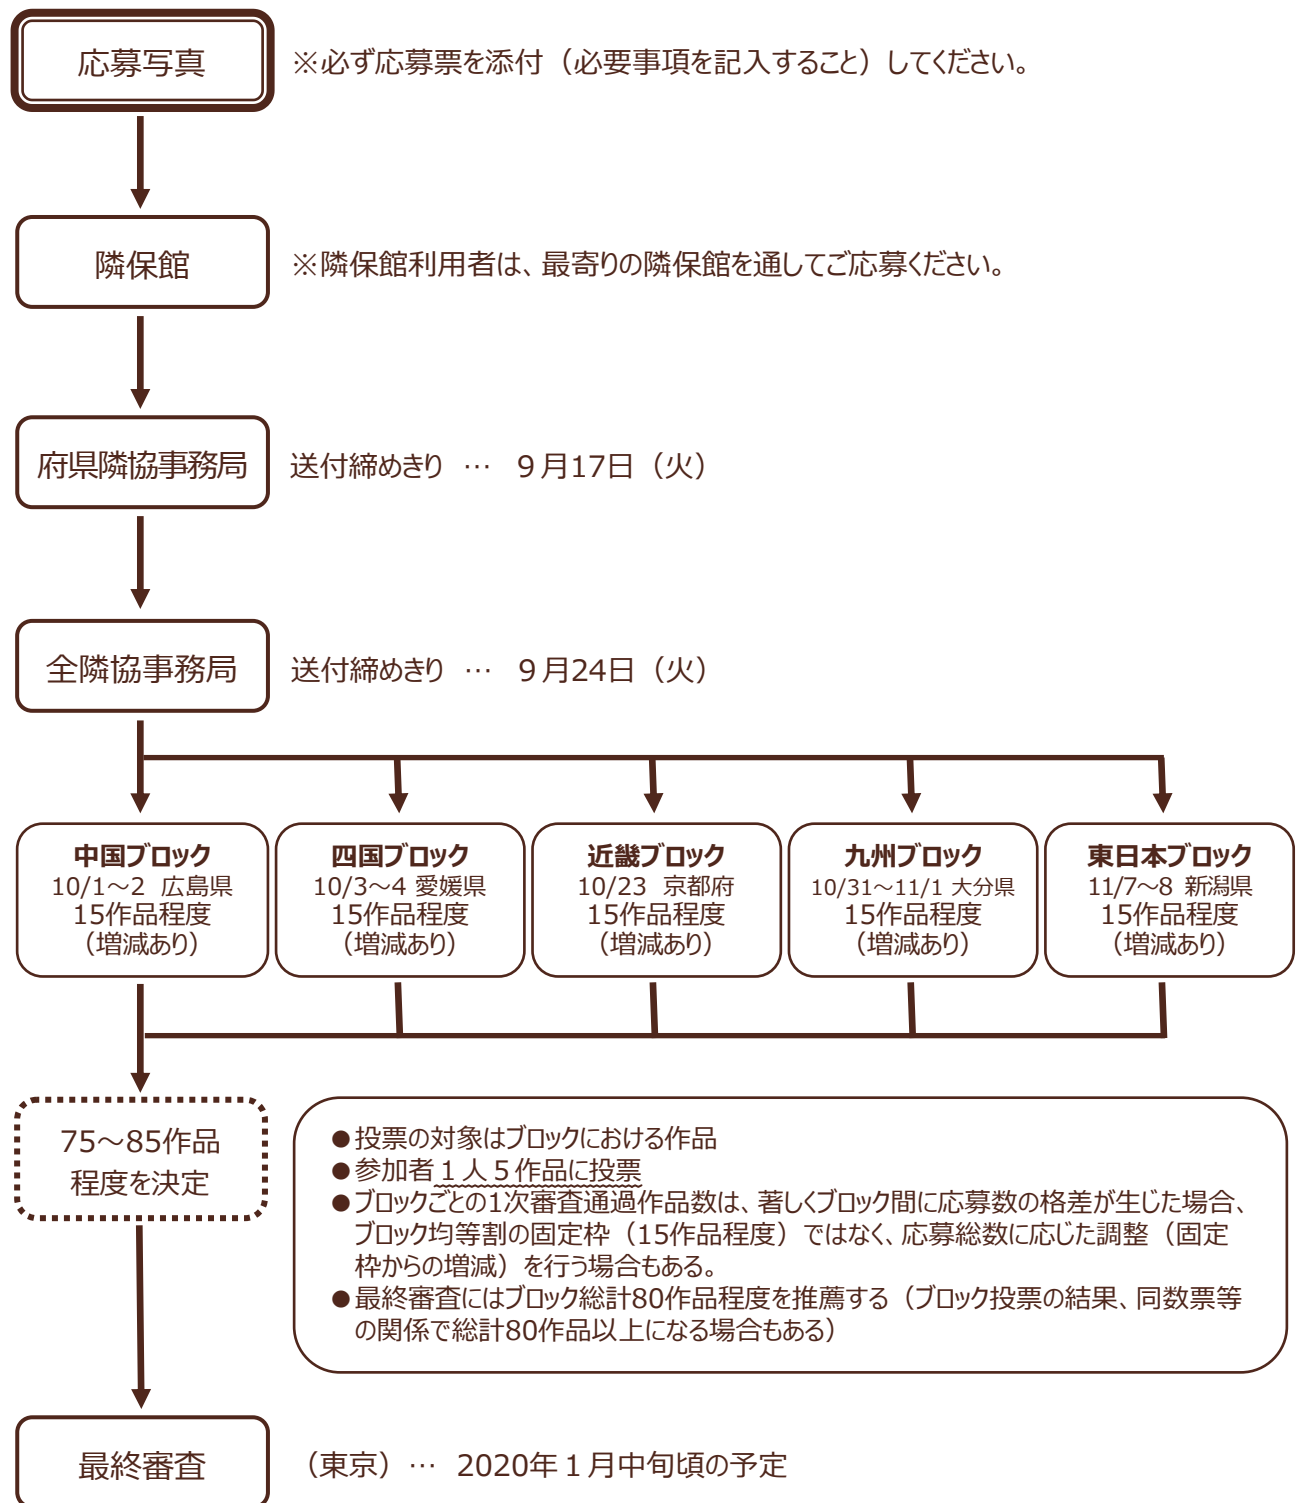 応募写真 ※必ず応募票を添付（必要事項を記入すること）してください。
隣保館 ※隣保館利用者は、最寄りの隣保館を通してご応募ください。
府県隣協事務局 送付締めきり … ９月17日（火）
全隣協事務局 送付締めきり … ９月24日（火）
中国ブロック
10/1～2 広島県
15作品程度
（増減あり）
四国ブロック
10/3～4 愛媛県
15作品程度
（増減あり）
近畿ブロック
10/23 京都府
15作品程度
（増減あり）
九州ブロック
10/31～11/1 大分県
15作品程度
（増減あり）
東日本ブロック
11/7～8 新潟県
15作品程度
（増減あり）
75～85作品
程度を決定
●投票の対象はブロックにおける作品
●参加者１人５作品に投票
●ブロックごとの1次審査通過作品数は、著しくブロック間に応募数の格差が生じた場合、
ブロック均等割の固定枠（15作品程度）ではなく、応募総数に応じた調整（固定
枠からの増減）を行う場合もある。
●最終審査にはブロック総計80作品程度を推薦する（ブロック投票の結果、同数票等
の関係で総計80作品以上になる場合もある）
最終審査 （東京）… 2020年１月中旬頃の予定